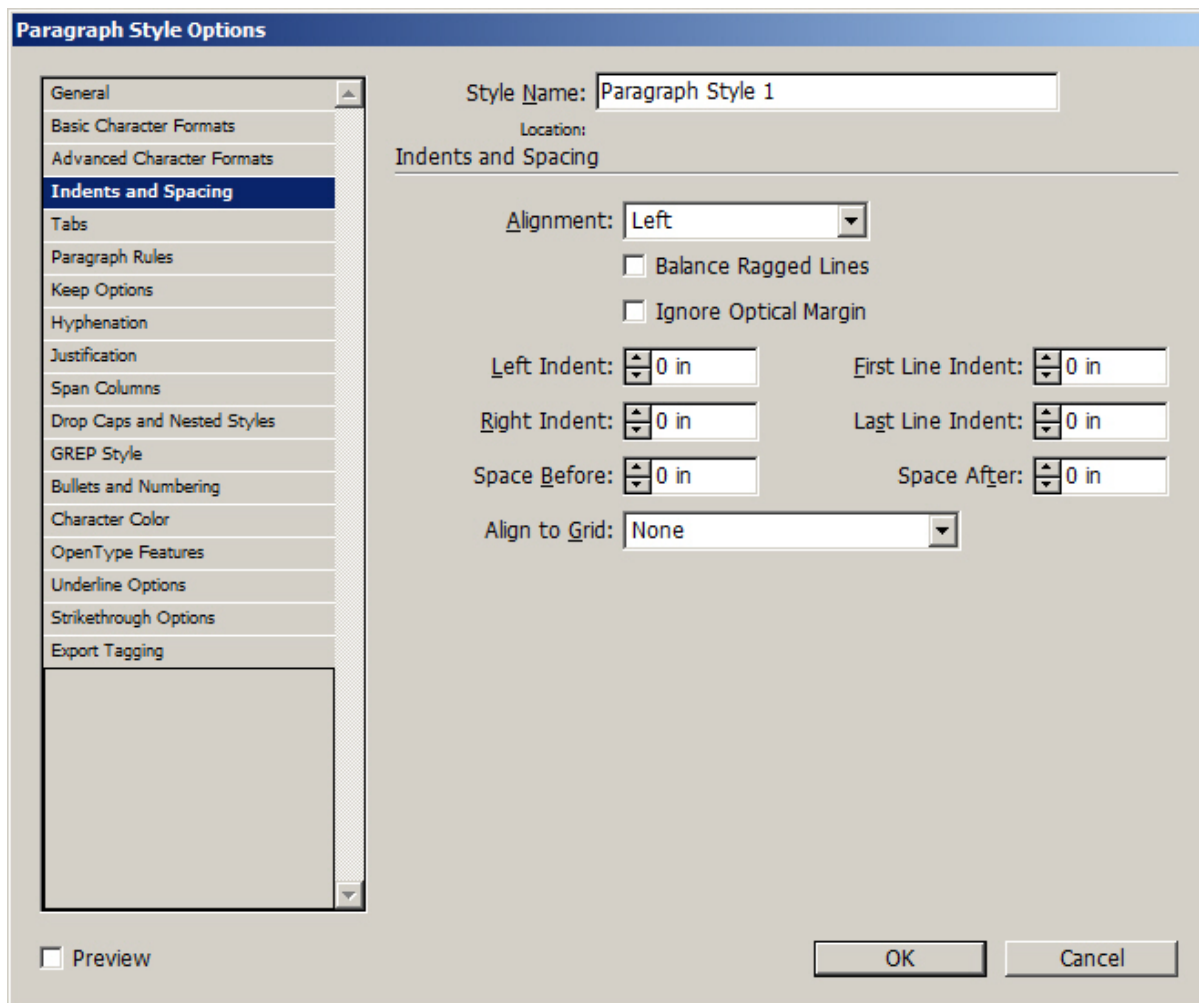 Paragraph Style Options
General
Basic Character Formats
Advanced Character Formats
Indents and Spacing
Tabs
Paragraph Rules
Keep Options
Hyphenation
Justification
Span Columns
Drop Caps and Nested Styles
GREP Style
Bullets and Numbering
Character Color
OpenType Features
Underline Options
Strikethrough Options
Export Tagging
Style Name: Paragraph Style 1
Location:
Indents and Spacing
Alignment: Left
Balance Ragged Lines
Ignore Optical Margin
Left Indent: 0 in First Line Indent: 0 in
Right Indent: 0 in Last Line Indent: 0 in
Space Before: 0 in Space After: 0 in
Align to Grid: None
Preview OK Cancel